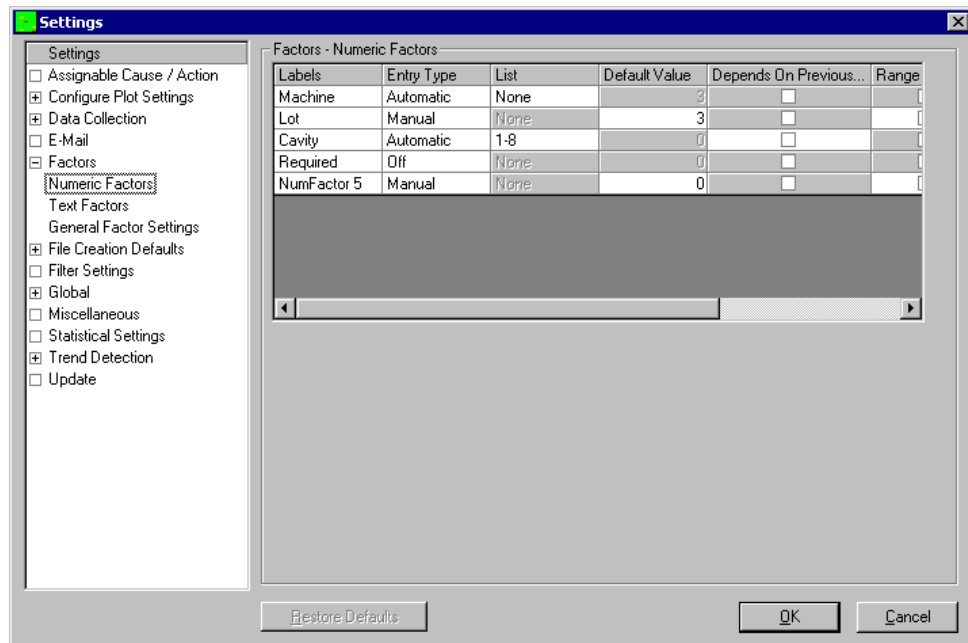 Settings
Settings
Assignable Cause / Action
Configure Plot Settings
Data Collection
E-Mail
Factors
Numeric Factors
Text Factors
General Factor Settings
File Creation Defaults
Filter Settings
Global
Miscellaneous
Statistical Settings
Trend Detection
Update
Factors - Numeric Factors
Labels Entry Type List Default Value Depends On Previous... Range
Machine Automatic None 3
Lot Manual None 3
Cavity Automatic 1-8 0
Required Off None 0
NumFactor 5 Manual None 0
Restore Defaults
OK
Cancel